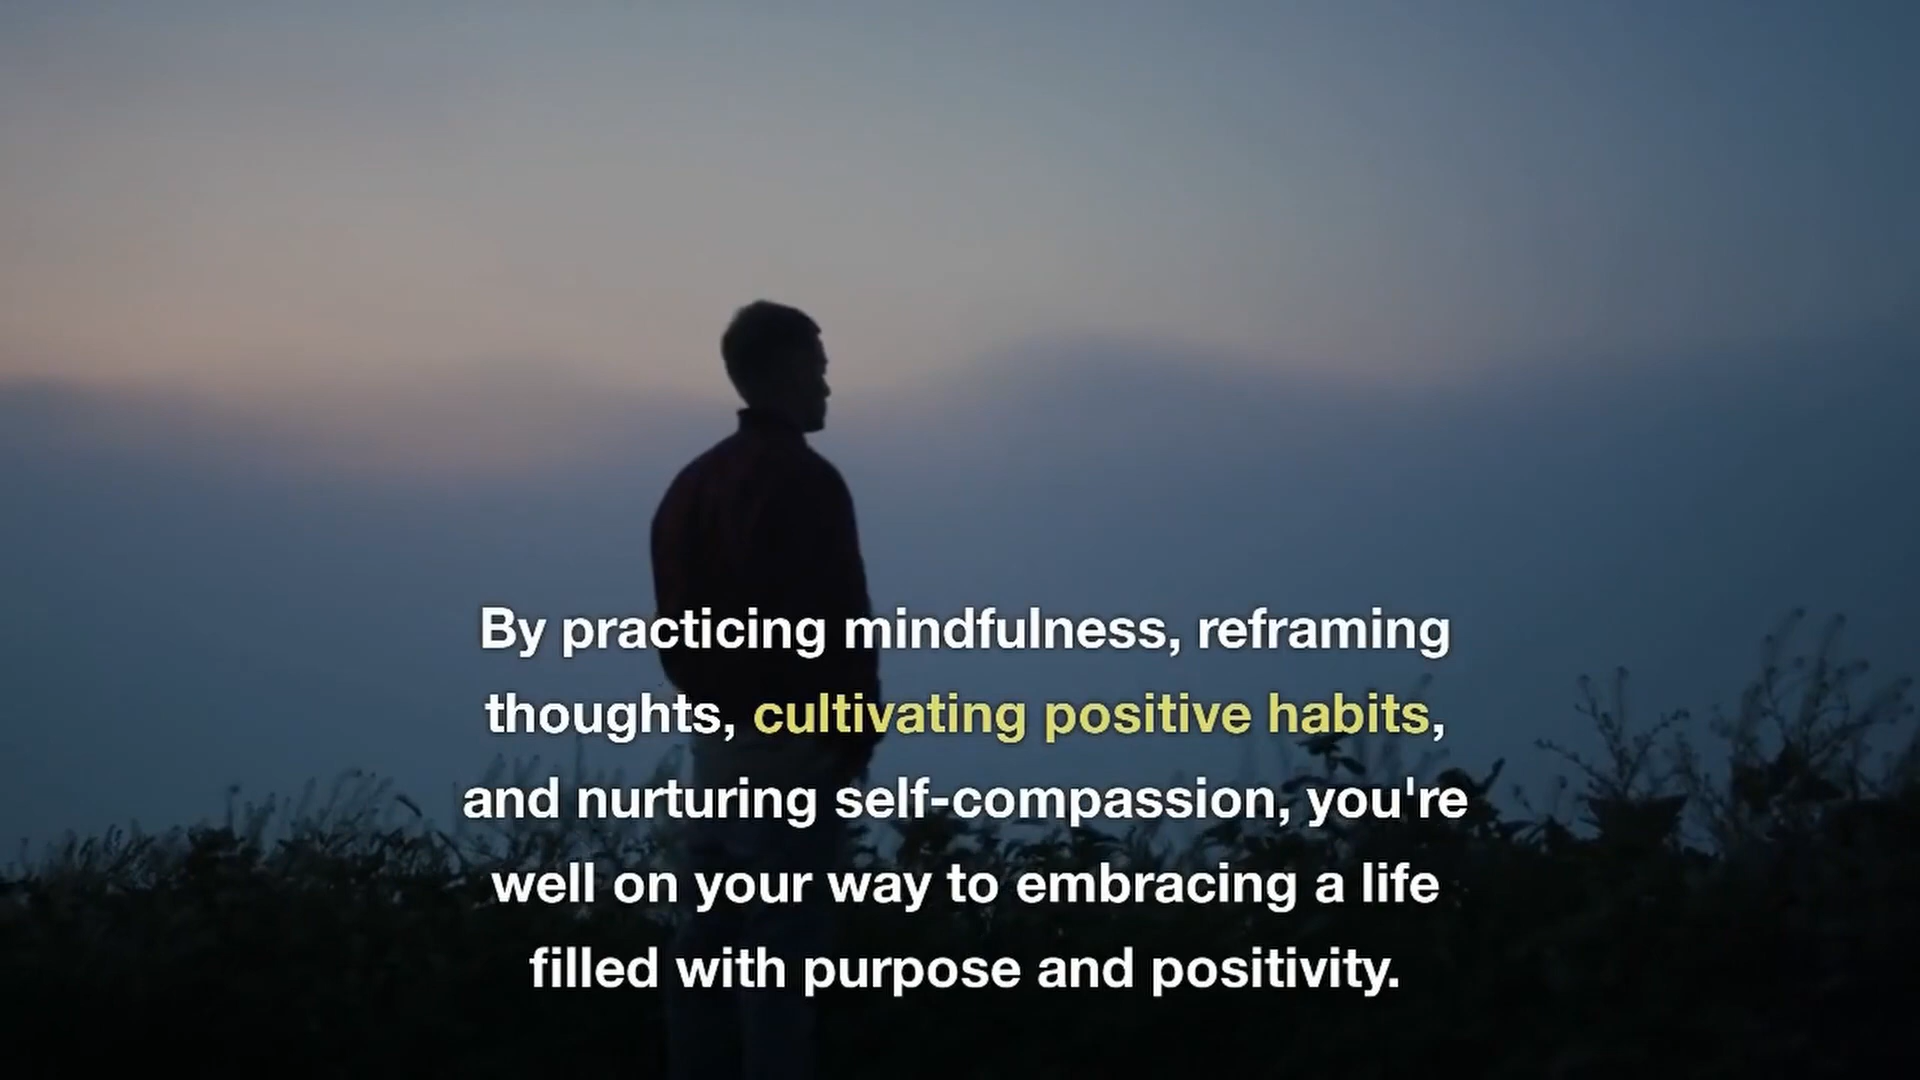 By practicing mindfulness, reframing
thoughts, cultivating positive habits,
and nurturing self-compassion, you're
well on your way to embracing a life
filled with purpose and positivity.